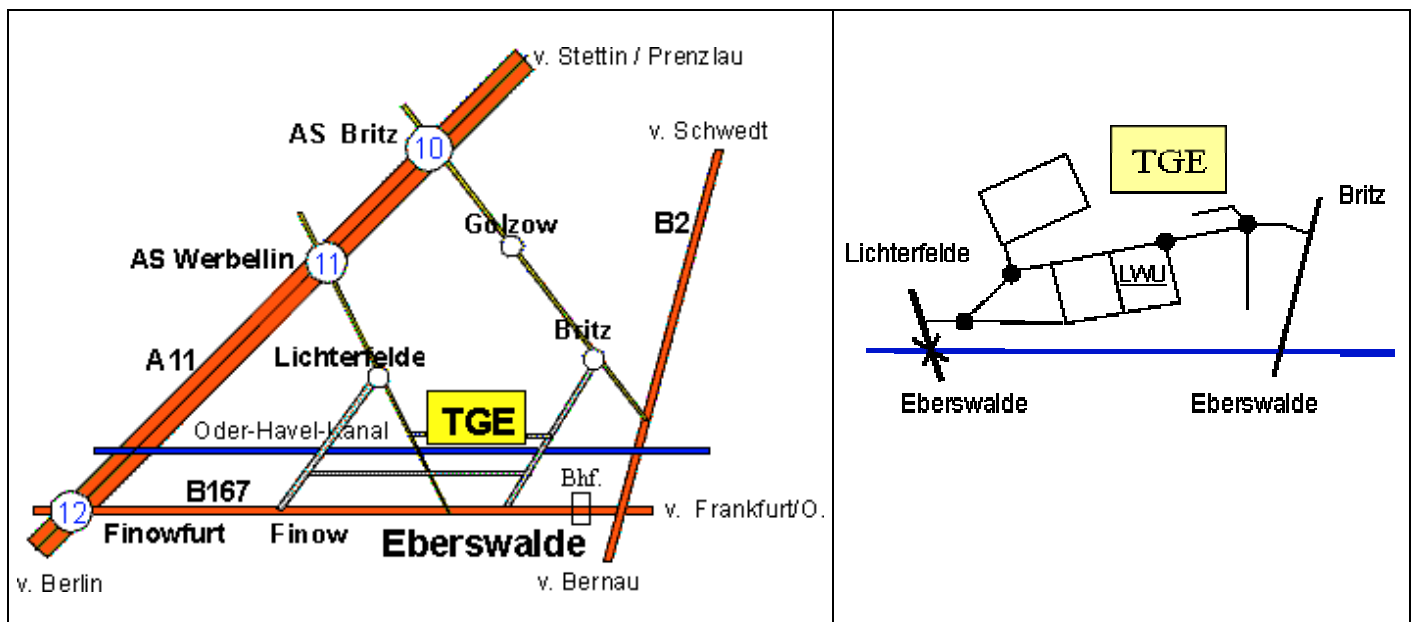 v. Stettin / Prenzlau
AS Britz
10
v. Schwedt
Golzow
B2
AS Werbellin
11
Britz
A11
Lichterfelde
TGE
Oder-Havel-Kanal
B167
Bhf.
12
v. Frankfurt/O.
Finowfurt
Finow
Eberswalde
v. Berlin
v. Bernau
TGE
Britz
Lichterfelde
LWU
Eberswalde
Eberswalde